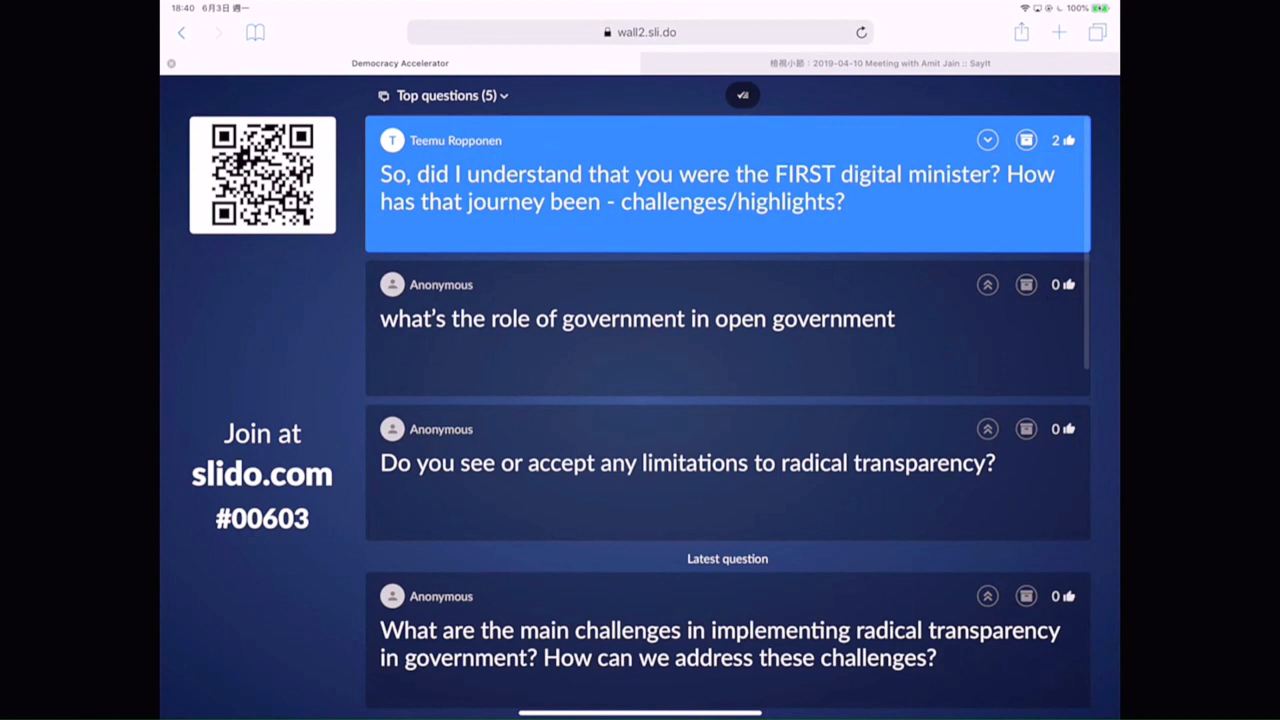 18:40 6月3日 週一
100%
wall2.sli.do
Democracy Accelerator
檢視小節：2019-04-10 Meeting with Amit Jain :: SayIt
Top questions (5)
T Teemu Ropponen
2
So, did I understand that you were the FIRST digital minister? How
has that journey been - challenges/highlights?
Anonymous
0
what's the role of government in open government
Anonymous
0
Do you see or accept any limitations to radical transparency?
Join at
slido.com
#00603
Latest question
Anonymous
0
What are the main challenges in implementing radical transparency
in government? How can we address these challenges?